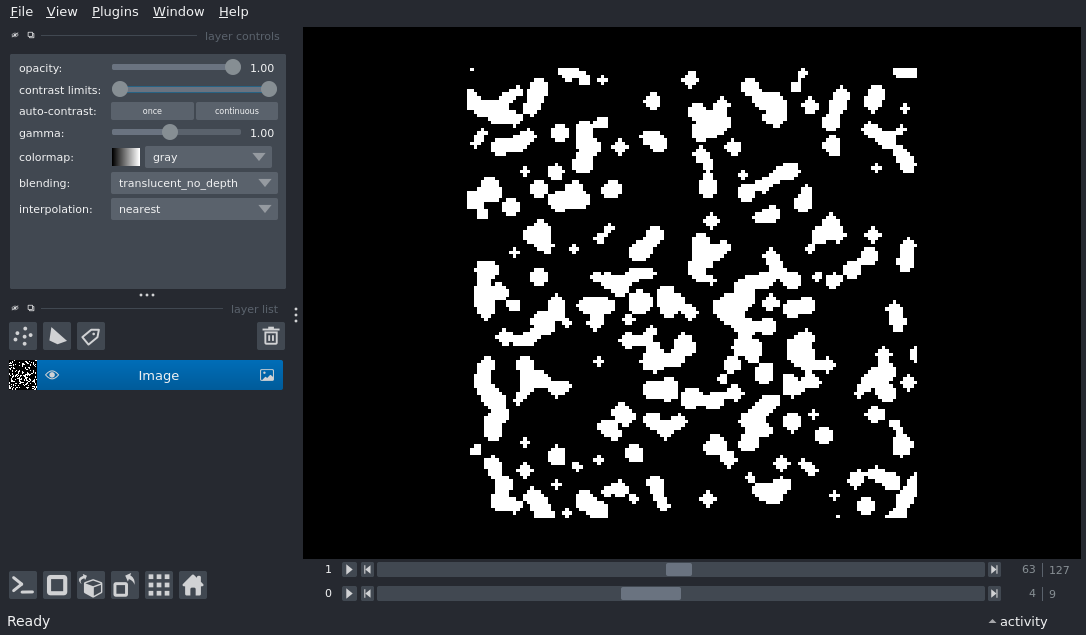 File View Plugins Window Help
layer controls
opacity: 1.00
contrast limits:
auto-contrast: once continuous
gamma: 1.00
colormap: gray
blending: translucent_no_depth
interpolation: nearest
layer list
Image
1 63 127
0 4 9
Ready activity